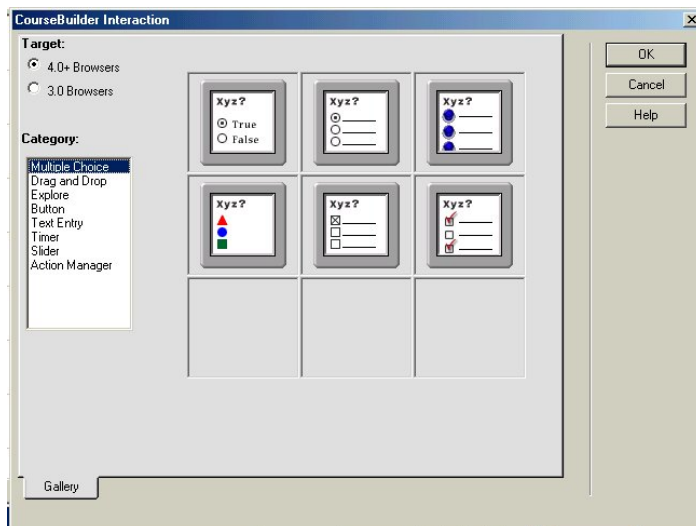 CourseBuilder Interaction
Target:
4.0+ Browsers
3.0 Browsers
Category:
Multiple Choice
Drag and Drop
Explore
Button
Text Entry
Timer
Slider
Action Manager
Xyz?
True
False
Xyz?
Xyz?
Xyz?
Xyz?
Xyz?
OK
Cancel
Help
Gallery